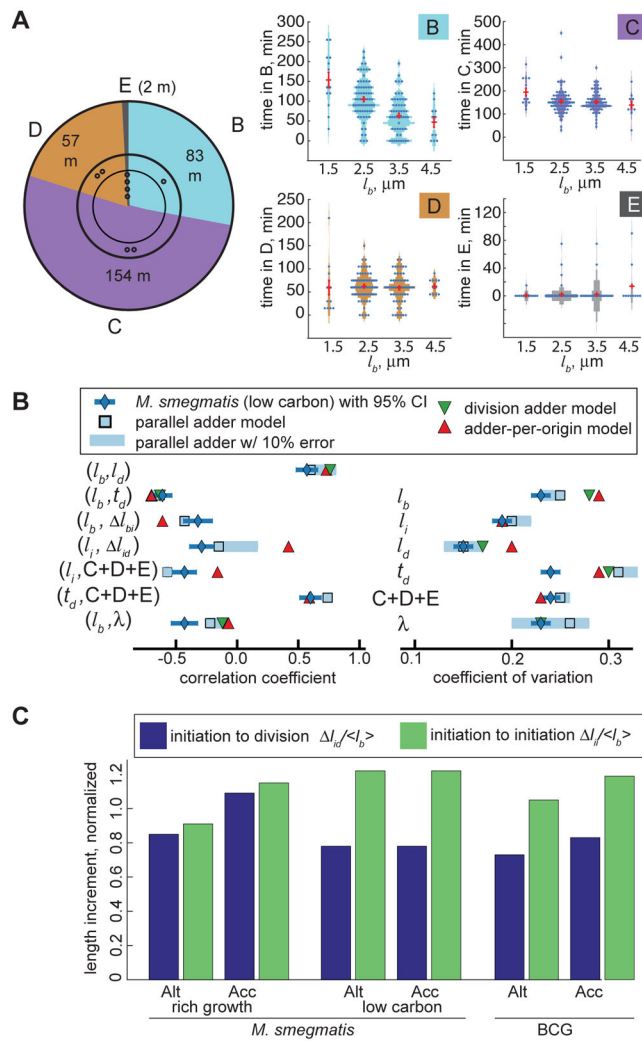 A
E (2 m)
D
57
m
83
m
B
154 m
C
B
time in B, min
300
250
200
150
100
50
0
1.5 2.5 3.5 4.5
l_b, μm
C
time in C, min
500
400
300
200
100
0
1.5 2.5 3.5 4.5
l_b, μm
D
time in D, min
250
200
150
100
50
0
1.5 2.5 3.5 4.5
l_b, μm
E
time in E, min
120
80
40
0
1.5 2.5 3.5 4.5
l_b, μm
B
M. smegmatis (low carbon) with 95% CI
parallel adder model
parallel adder w/ 10% error
division adder model
adder-per-origin model
(l_b, l_d)
(l_b, t_d)
(l_b, Δl_bi)
(l_i, Δl_id)
(l_i, C+D+E)
(t_d, C+D+E)
(l_b, λ)
-0.5 0.0 0.6 1.0
correlation coefficient
l_b
l_i
l_d
t_d
C+D+E
λ
0.1 0.2 0.3
coefficient of variation
C
initiation to division Δl_id/<l_b>
initiation to initiation Δl_ii/<l_b>
length increment, normalized
1.2
1.0
0.8
0.6
0.4
0.2
0
Alt Acc Alt Acc Alt Acc
rich growth low carbon
M. smegmatis BCG